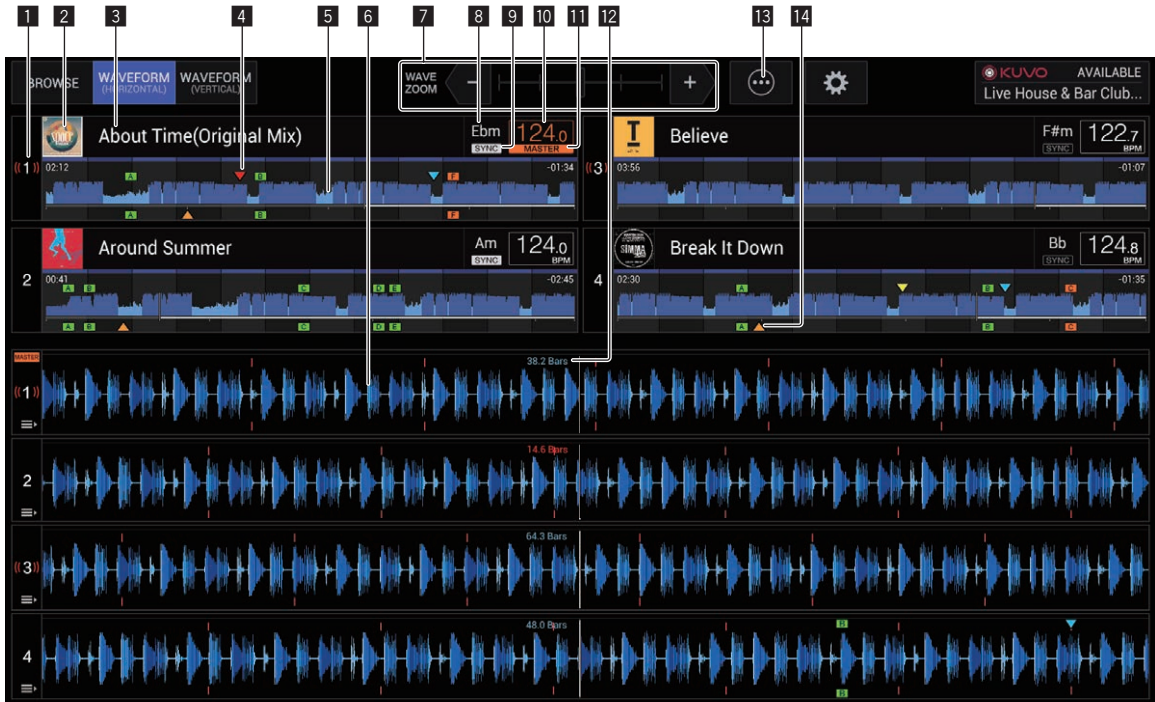 1 2 3 4 5 6 7 8 9 10 11 12 13 14
BROWSE
WAVEFORM
(HORIZONTAL)
WAVEFORM
(VERTICAL)
WAVE
ZOOM
−
+
KUVO AVAILABLE
Live House & Bar Club...
1
About Time(Original Mix)
Ebm
SYNC
124.0
MASTER
02:12
-01:34
A B F
A B F
3
Believe
F#m
SYNC
122.7
BPM
03:56
-01:07
2
Around Summer
Am
SYNC
124.0
BPM
00:41
-02:45
A B C D E
A B C D E
4
SIMMA
Break It Down
Bb
SYNC
124.8
BPM
02:30
-01:35
A B C
A B C
MASTER
1
38.2 Bars
2
14.6 Bars
3
64.3 Bars
4
48.0 Bars
B
B